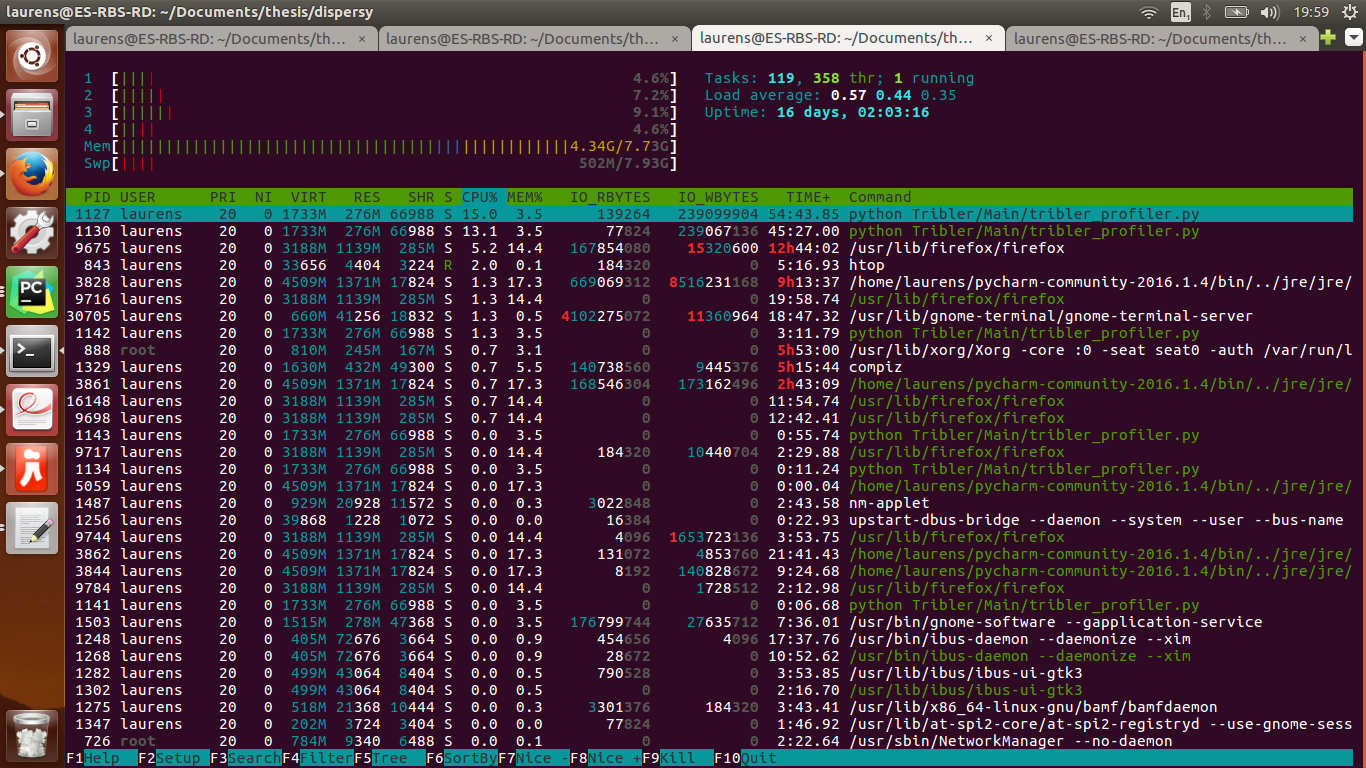 laurens@ES-RBS-RD: ~/Documents/thesis/dispersy
En1 19:59
laurens@ES-RBS-RD: ~/Documents/th... × laurens@ES-RBS-RD: ~/Documents/th... × laurens@ES-RBS-RD: ~/Documents/th... × laurens@ES-RBS-RD: ~/Documents/th... ×
1 [|||| 4.6%] Tasks: 119, 358 thr; 1 running
2 [||||| 7.2%] Load average: 0.57 0.44 0.35
3 [|||||| 9.1%] Uptime: 16 days, 02:03:16
4 [|||| 4.6%]
Mem[||||||||||||||||||||||||||||||||||||||||||||||||||4.34G/7.73G]
Swp[|||| 502M/7.93G]
PID USER PRI NI VIRT RES SHR S CPU% MEM% IO_RBYTES IO_WBYTES TIME+ Command
1127 laurens 20 0 1733M 276M 66988 S 15.0 3.5 139264 239099904 54:43.85 python Tribler/Main/tribler_profiler.py
1130 laurens 20 0 1733M 276M 66988 S 13.1 3.5 77824 239067136 45:27.00 python Tribler/Main/tribler_profiler.py
9675 laurens 20 0 3188M 1139M 285M S 5.2 14.4 167854080 15320600 12h44:02 /usr/lib/firefox/firefox
843 laurens 20 0 33656 4404 3224 R 2.0 0.1 184320 0 5:16.93 htop
3828 laurens 20 0 4509M 1371M 17824 S 1.3 17.3 669069312 8516231168 9h13:37 /home/laurens/pycharm-community-2016.1.4/bin/../jre/jre/
9716 laurens 20 0 3188M 1139M 285M S 1.3 14.4 0 0 19:58.74 /usr/lib/firefox/firefox
30705 laurens 20 0 660M 41256 18832 S 1.3 0.5 4102275072 11360964 18:47.32 /usr/lib/gnome-terminal/gnome-terminal-server
1142 laurens 20 0 1733M 276M 66988 S 1.3 3.5 0 0 3:11.79 python Tribler/Main/tribler_profiler.py
888 root 20 0 810M 245M 167M S 0.7 3.1 0 0 5h53:00 /usr/lib/xorg/Xorg -core :0 -seat seat0 -auth /var/run/l
1329 laurens 20 0 1630M 432M 49300 S 0.7 5.5 140738560 9445376 5h15:44 compiz
3861 laurens 20 0 4509M 1371M 17824 S 0.7 17.3 168546304 173162496 2h43:09 /home/laurens/pycharm-community-2016.1.4/bin/../jre/jre/
16148 laurens 20 0 3188M 1139M 285M S 0.7 14.4 0 0 11:54.74 /usr/lib/firefox/firefox
9698 laurens 20 0 3188M 1139M 285M S 0.7 14.4 0 0 12:42.41 /usr/lib/firefox/firefox
1143 laurens 20 0 1733M 276M 66988 S 0.0 3.5 0 0 0:55.74 python Tribler/Main/tribler_profiler.py
9717 laurens 20 0 3188M 1139M 285M S 0.0 14.4 184320 10440704 2:29.88 /usr/lib/firefox/firefox
1134 laurens 20 0 1733M 276M 66988 S 0.0 3.5 0 0 0:11.24 python Tribler/Main/tribler_profiler.py
5059 laurens 20 0 4509M 1371M 17824 S 0.0 17.3 0 0 0:00.04 /home/laurens/pycharm-community-2016.1.4/bin/../jre/jre/
1487 laurens 20 0 929M 20928 11572 S 0.0 0.3 3022848 0 2:43.58 nm-applet
1256 laurens 20 0 39868 1228 1072 S 0.0 0.0 16384 0 0:22.93 upstart-dbus-bridge --daemon --system --user --bus-name
9744 laurens 20 0 3188M 1139M 285M S 0.0 14.4 4096 1653723136 3:53.75 /usr/lib/firefox/firefox
3862 laurens 20 0 4509M 1371M 17824 S 0.0 17.3 131072 4853760 21:41.43 /home/laurens/pycharm-community-2016.1.4/bin/../jre/jre/
3844 laurens 20 0 4509M 1371M 17824 S 0.0 17.3 8192 140828672 9:24.68 /home/laurens/pycharm-community-2016.1.4/bin/../jre/jre/
9784 laurens 20 0 3188M 1139M 285M S 0.0 14.4 0 1728512 2:12.98 /usr/lib/firefox/firefox
1141 laurens 20 0 1733M 276M 66988 S 0.0 3.5 0 0 0:06.68 python Tribler/Main/tribler_profiler.py
1503 laurens 20 0 1515M 278M 47368 S 0.0 3.5 176799744 27635712 7:36.01 /usr/bin/gnome-software --gapplication-service
1248 laurens 20 0 405M 72676 3664 S 0.0 0.9 454656 4096 17:37.76 /usr/bin/ibus-daemon --daemonize --xim
1268 laurens 20 0 405M 72676 3664 S 0.0 0.9 28672 0 10:52.62 /usr/bin/ibus-daemon --daemonize --xim
1282 laurens 20 0 499M 43064 8404 S 0.0 0.5 790528 0 3:53.85 /usr/lib/ibus/ibus-ui-gtk3
1302 laurens 20 0 499M 43064 8404 S 0.0 0.5 0 0 2:16.70 /usr/lib/ibus/ibus-ui-gtk3
1275 laurens 20 0 518M 21368 10444 S 0.0 0.3 3301376 184320 3:43.41 /usr/lib/x86_64-linux-gnu/bamf/bamfdaemon
1347 laurens 20 0 202M 3724 3404 S 0.0 0.0 77824 0 1:46.92 /usr/lib/at-spi2-core/at-spi2-registryd --use-gnome-sess
726 root 20 0 784M 9340 6488 S 0.0 0.1 0 0 2:22.64 /usr/sbin/NetworkManager --no-daemon
F1Help F2Setup F3SearchF4FilterF5Tree F6SortByF7Nice -F8Nice +F9Kill F10Quit
PC